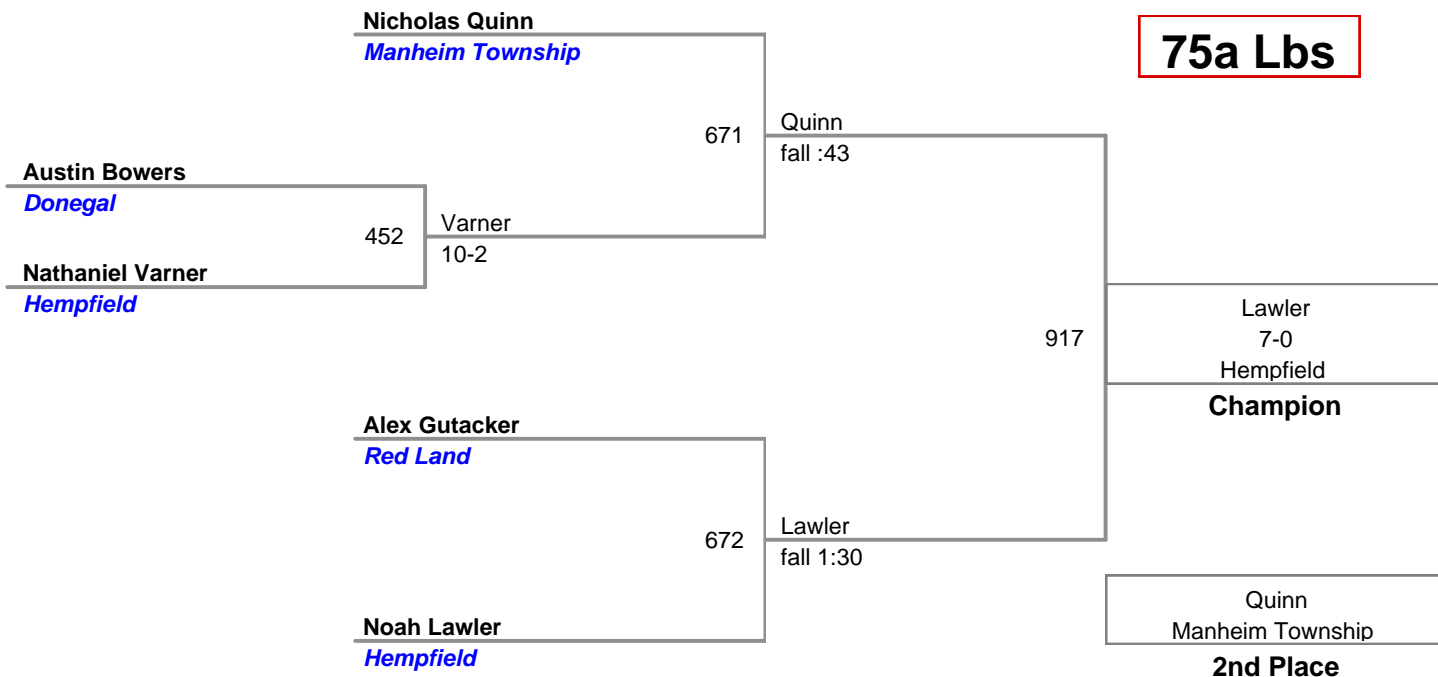 Nicholas Quinn
Manheim Township
75a Lbs
671
Quinn
fall :43
Austin Bowers
Donegal
452
Varner
10-2
Nathaniel Varner
Hempfield
917
Lawler
7-0
Hempfield
Champion
Alex Gutacker
Red Land
672
Lawler
fall 1:30
Noah Lawler
Hempfield
Quinn
Manheim Township
2nd Place